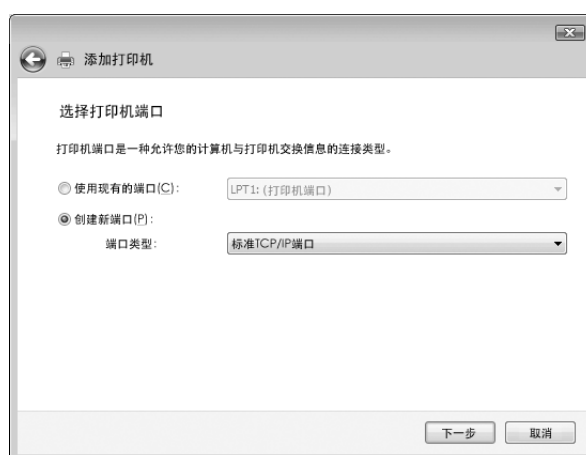 添加打印机
选择打印机端口
打印机端口是一种允许您的计算机与打印机交换信息的连接类型。
使用现有的端口(C): LPT1: (打印机端口)
创建新端口(P):
端口类型: 标准TCP/IP端口
下一步 取消